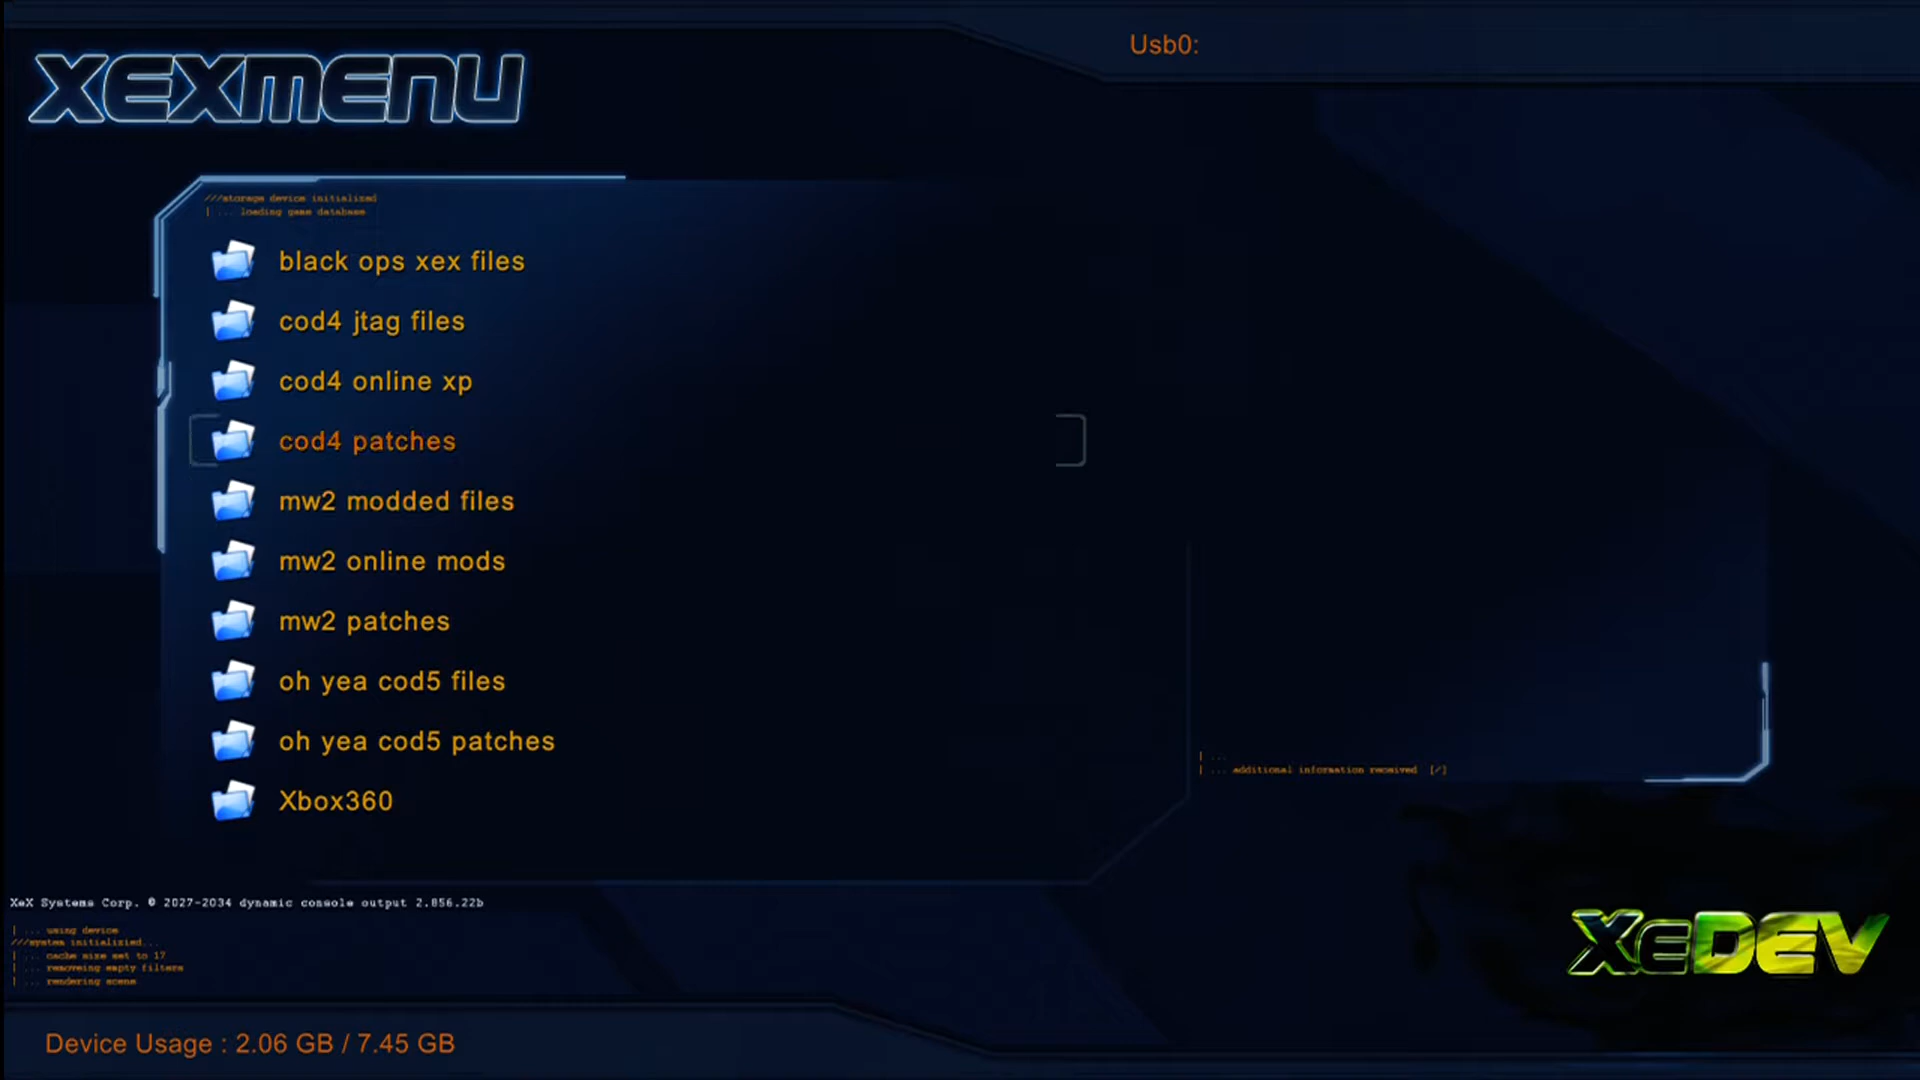 xexmenu
Usb0:
///storage device initialized
| ... loading game database
black ops xex files
cod4 jtag files
cod4 online xp
cod4 patches
mw2 modded files
mw2 online mods
mw2 patches
oh yea cod5 files
oh yea cod5 patches
Xbox360
| ...
| ... additional information received [/]
XeX Systems Corp. © 2027-2034 dynamic console output 2.856.22b
| ... using device
///system initializied...
| ... cache size set to 17
| ... removeing empty filters
| ... rendering scene
XeDEV
Device Usage : 2.06 GB / 7.45 GB